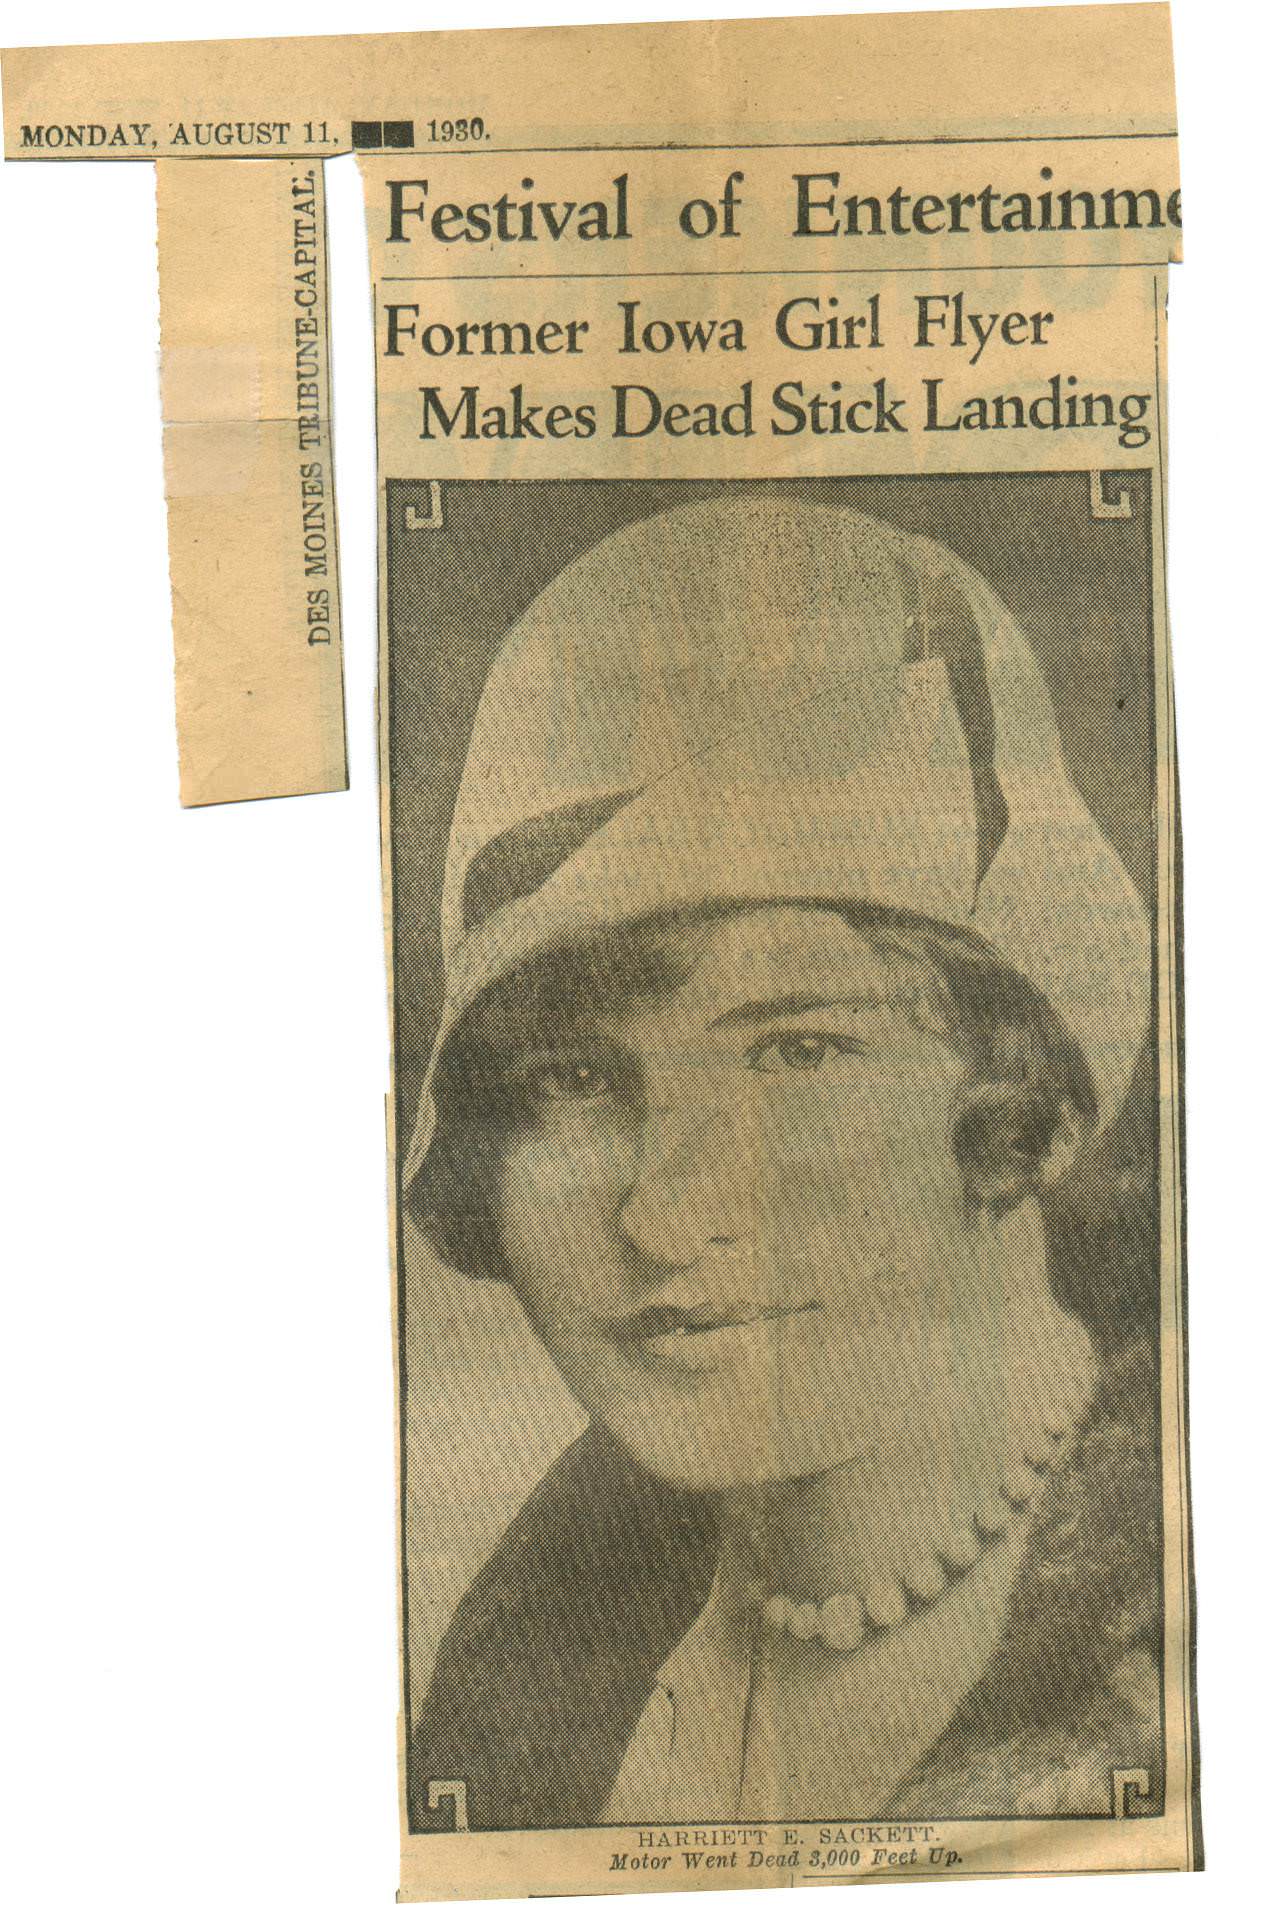 MONDAY, AUGUST 11, ■■ 1930.
DES MOINES TRIBUNE-CAPITAL.
Festival of Entertainme
Former Iowa Girl Flyer
Makes Dead Stick Landing
HARRIETT E. SACKETT.
Motor Went Dead 3,000 Feet Up.